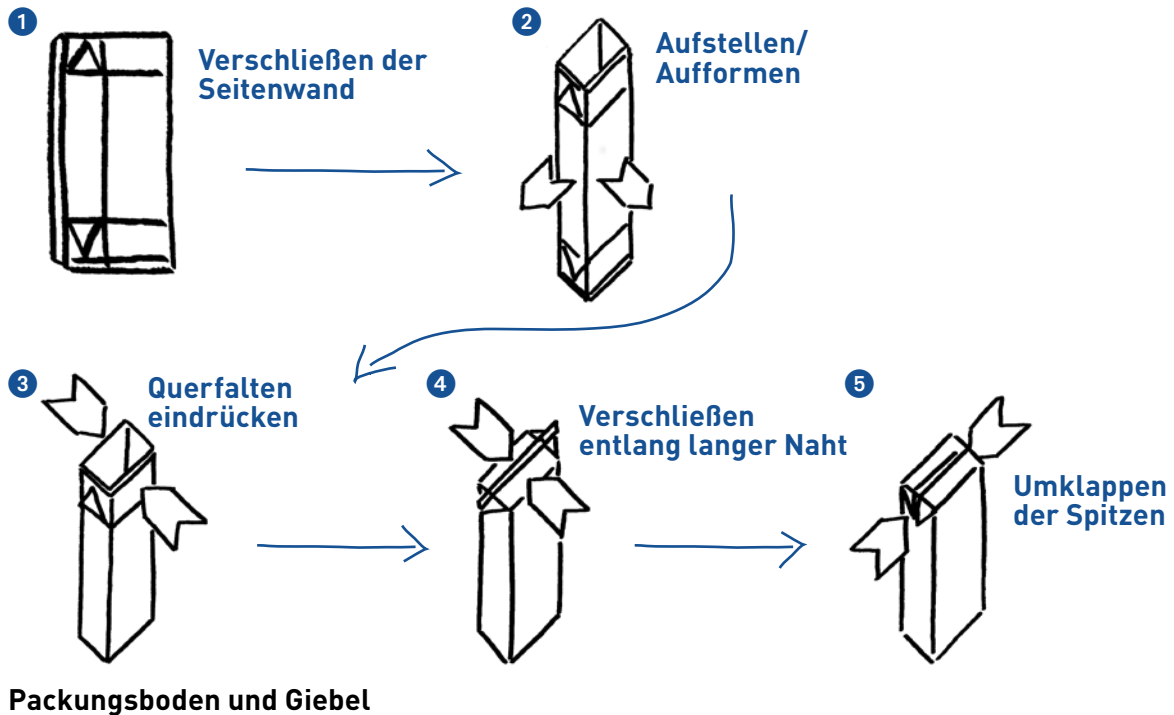 1
Verschließen der
Seitenwand
2
Aufstellen/
Aufformen
3
Querfalten
eindrücken
4
Verschließen
entlang langer Naht
5
Umklappen
der Spitzen
Packungsboden und Giebel